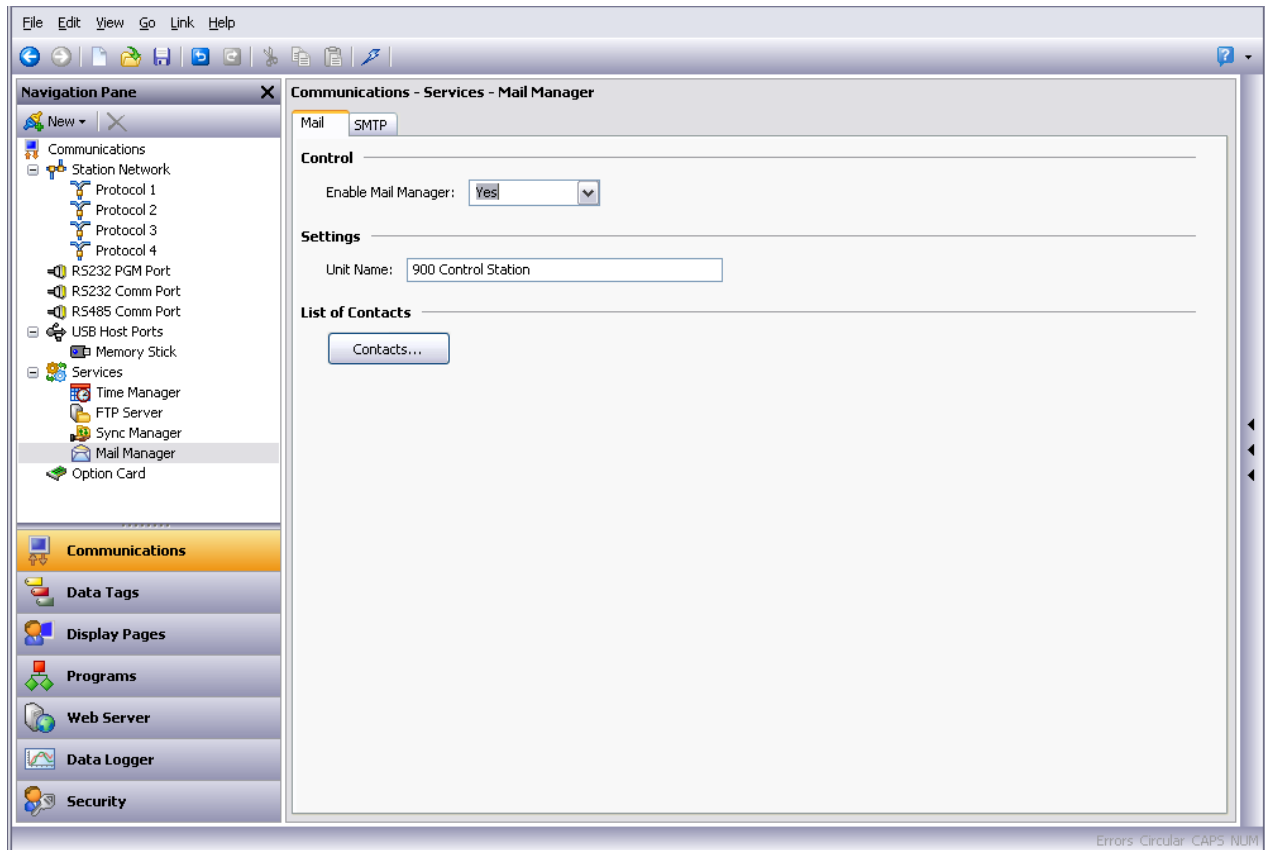 File Edit View Go Link Help
Navigation Pane
New
Communications
Station Network
Protocol 1
Protocol 2
Protocol 3
Protocol 4
RS232 PGM Port
RS232 Comm Port
RS485 Comm Port
USB Host Ports
Memory Stick
Services
Time Manager
FTP Server
Sync Manager
Mail Manager
Option Card
Communications
Data Tags
Display Pages
Programs
Web Server
Data Logger
Security
Communications - Services - Mail Manager
Mail SMTP
Control
Enable Mail Manager: Yes
Settings
Unit Name: 900 Control Station
List of Contacts
Contacts...
Errors Circular CAPS NUM